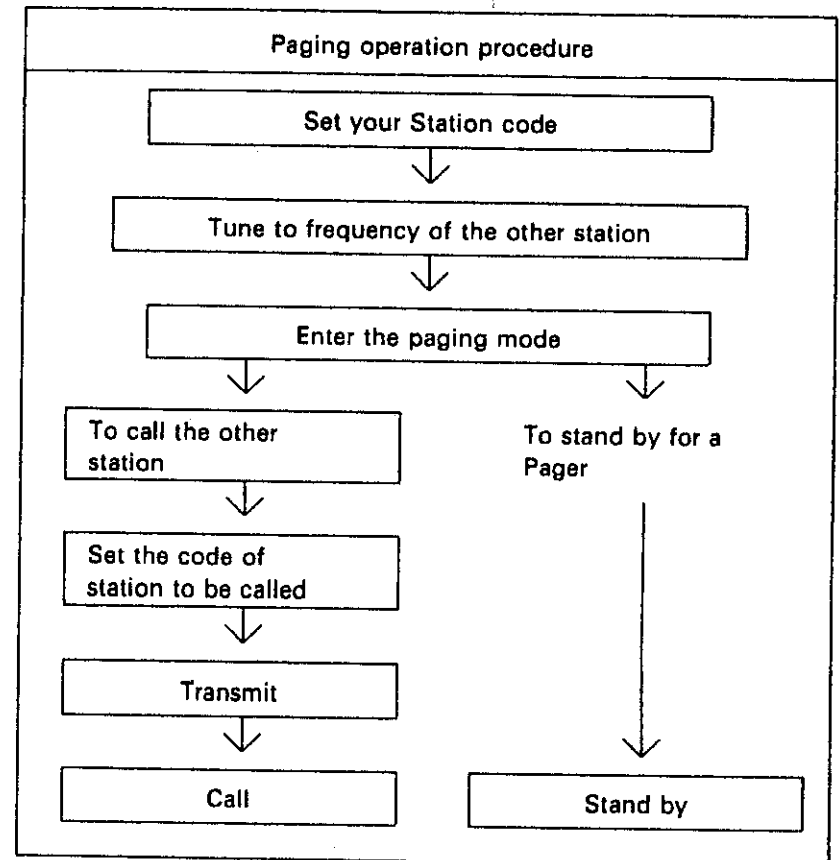 Paging operation procedure
Set your Station code
Tune to frequency of the other station
Enter the paging mode
To call the other
station
Set the code of
station to be called
Transmit
Call
To stand by for a
Pager
Stand by